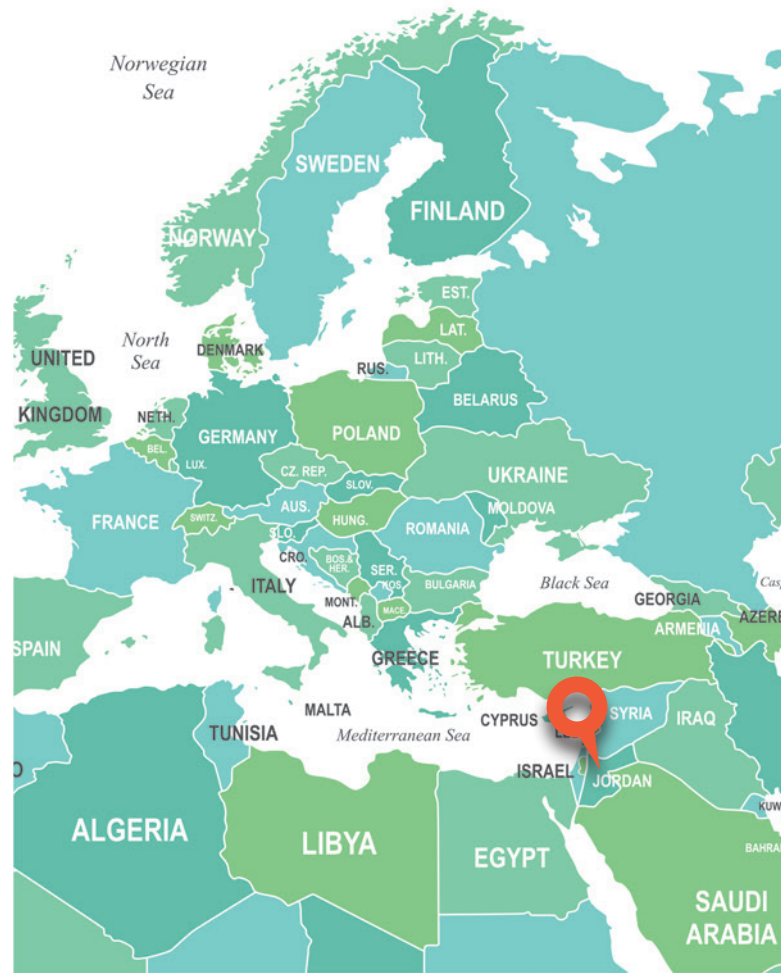 Norwegian
Sea
SWEDEN
FINLAND
NORWAY
EST.
North
Sea
DENMARK
LAT.
UNITED
KINGDOM
RUS.
LITH.
BELARUS
NETH.
GERMANY
POLAND
BEL.
LUX.
CZ. REP.
UKRAINE
SLOV.
AUS.
MOLDOVA
FRANCE
SWITZ.
HUNG.
ROMANIA
SLO.
CRO.
BOS.&
HER.
SER.
ITALY
KOS.
BULGARIA
Black Sea
Casp
MONT.
MACE.
GEORGIA
ALB.
AZERB
ARMENIA
SPAIN
GREECE
TURKEY
MALTA
CYPRUS
SYRIA
IRAQ
TUNISIA
Mediterranean Sea
ISRAEL
JORDAN
KUW
ALGERIA
LIBYA
EGYPT
BAHRA
SAUDI
ARABIA